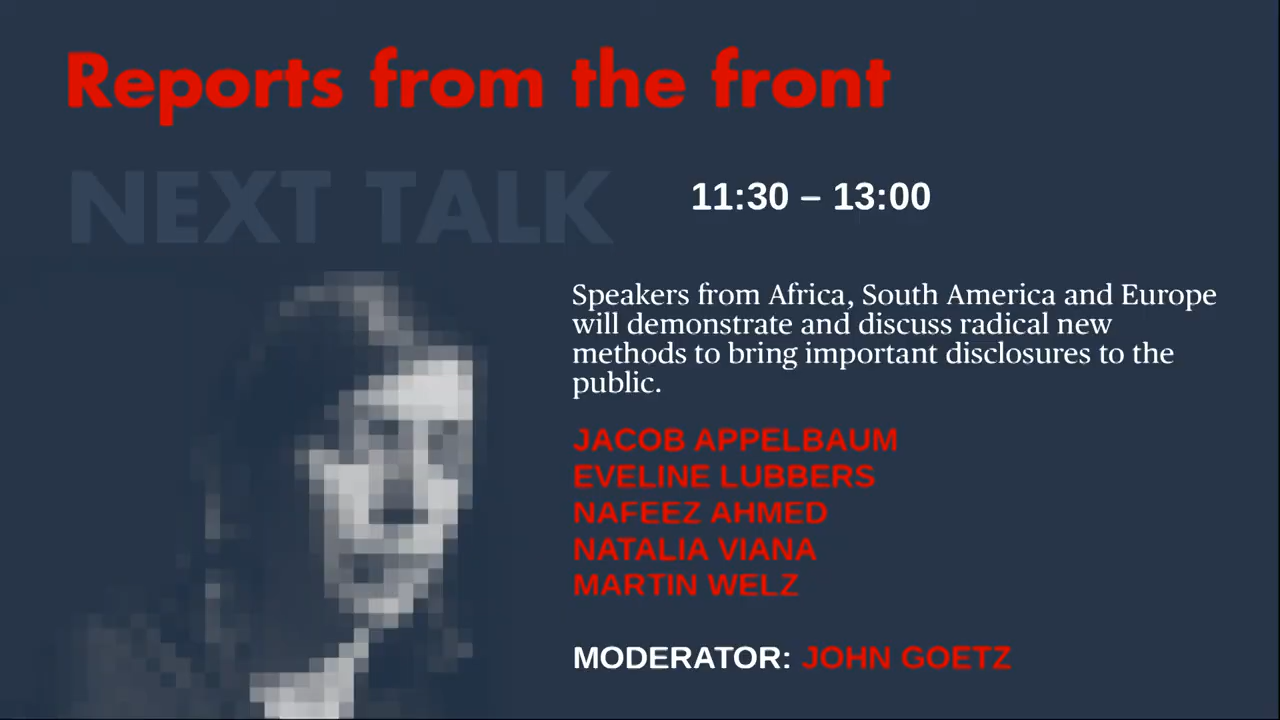 Reports from the front
NEXT TALK
11:30 – 13:00
Speakers from Africa, South America and Europe
will demonstrate and discuss radical new
methods to bring important disclosures to the
public.
JACOB APPELBAUM
EVELINE LUBBERS
NAFEEZ AHMED
NATALIA VIANA
MARTIN WELZ
MODERATOR: JOHN GOETZ